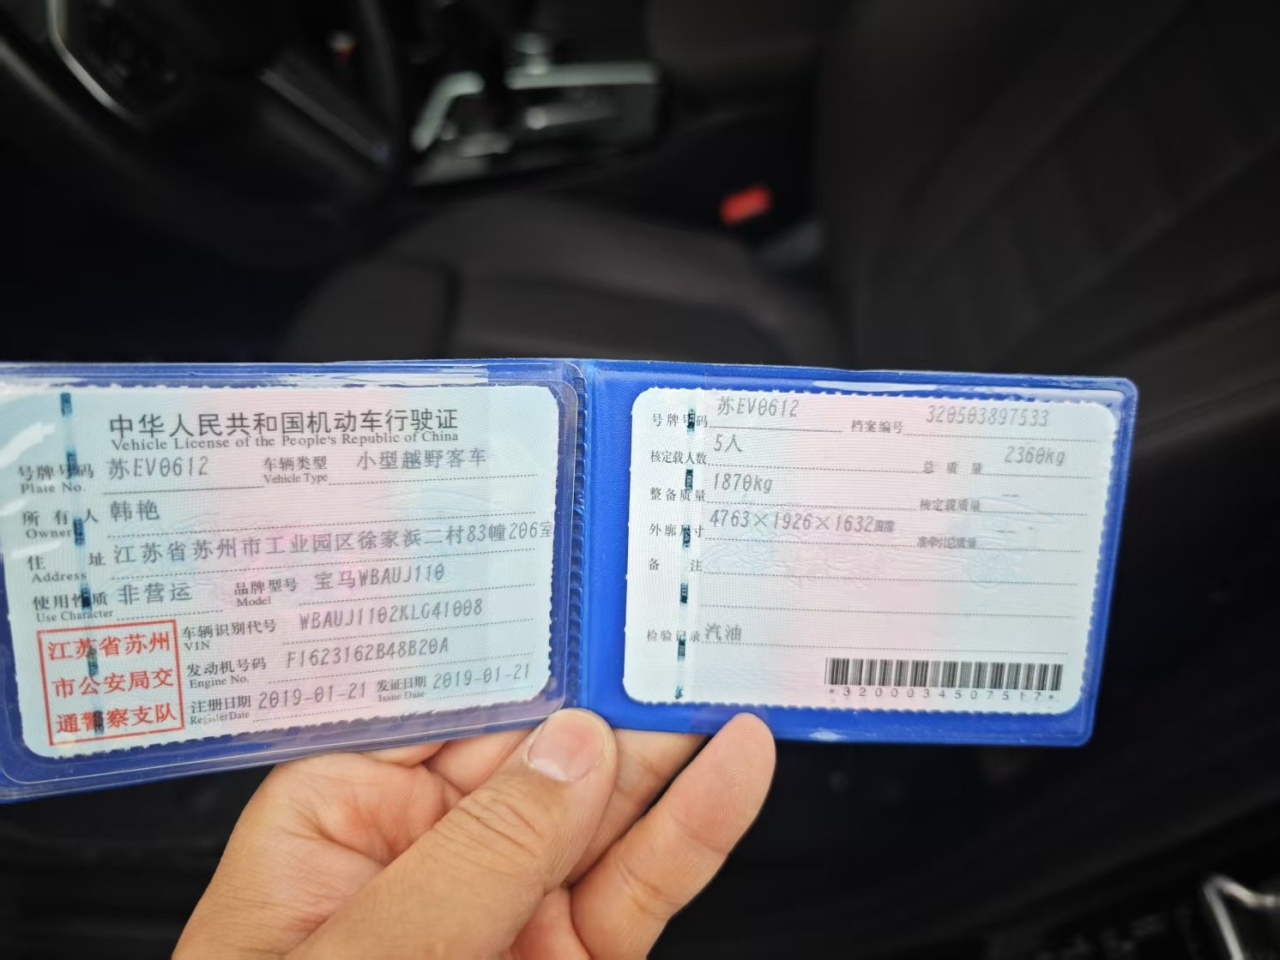 中华人民共和国机动车行驶证
Vehicle License of the People's Republic of China
号牌号码 苏EV0612 车辆类型 小型越野客车
Plate No. Vehicle Type
所有人 韩艳
Owner
住址 江苏省苏州市工业园区徐家浜二村83幢206室
Address
使用性质 非营运 品牌型号 宝马WBAUJ110
Use Character Model
江苏省苏州
市公安局交
通警察支队
车辆识别代号 WBAUJ1102KLG41008
VIN
发动机号码 F1623162B48B20A
Engine No.
注册日期 2019-01-21 发证日期 2019-01-21
Register Date Issue Date
号牌号码 苏EV0612 档案编号 320503897533
核定载人数 5人 总质量 2360kg
整备质量 1870kg 核定载质量 —
外廓尺寸 4763×1926×1632mm 准牵引总质量 —
备注
检验记录 汽油
*3200034507517*